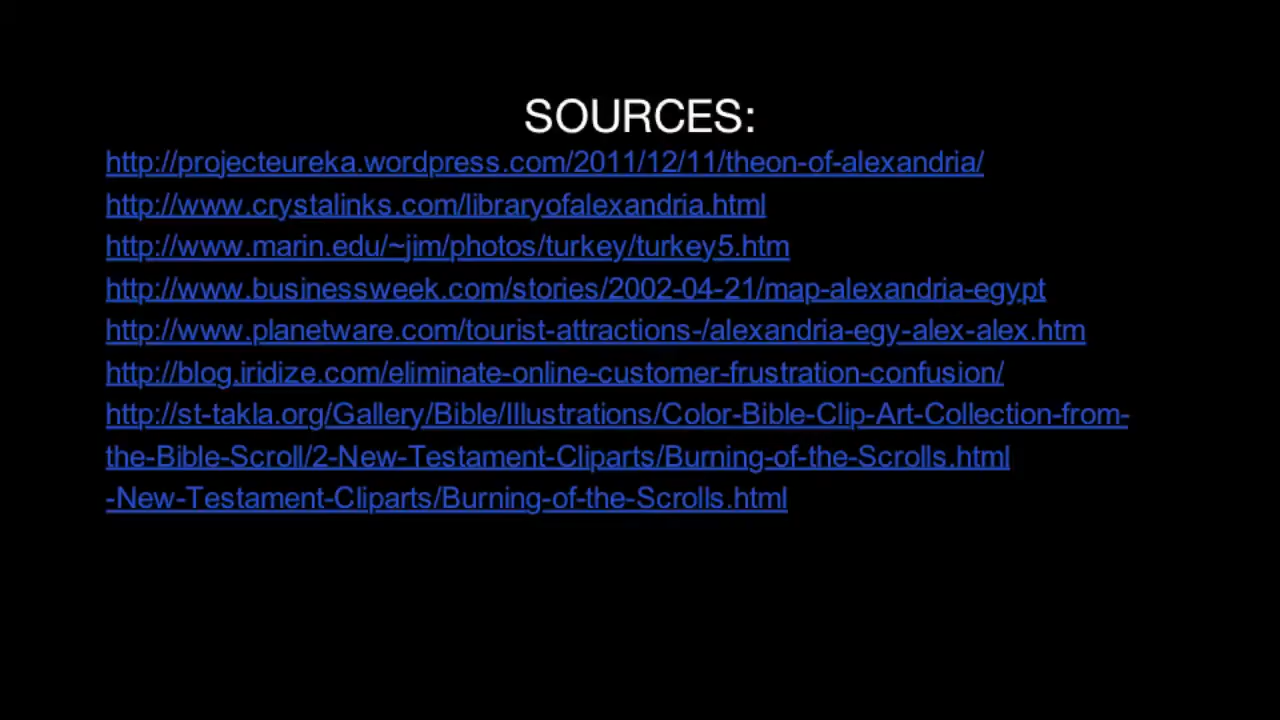 SOURCES:
http://projecteureka.wordpress.com/2011/12/11/theon-of-alexandria/
http://www.crystalinks.com/libraryofalexandria.html
http://www.marin.edu/~jim/photos/turkey/turkey5.htm
http://www.businessweek.com/stories/2002-04-21/map-alexandria-egypt
http://www.planetware.com/tourist-attractions-/alexandria-egy-alex-alex.htm
http://blog.iridize.com/eliminate-online-customer-frustration-confusion/
http://st-takla.org/Gallery/Bible/Illustrations/Color-Bible-Clip-Art-Collection-from-
the-Bible-Scroll/2-New-Testament-Cliparts/Burning-of-the-Scrolls.html
-New-Testament-Cliparts/Burning-of-the-Scrolls.html